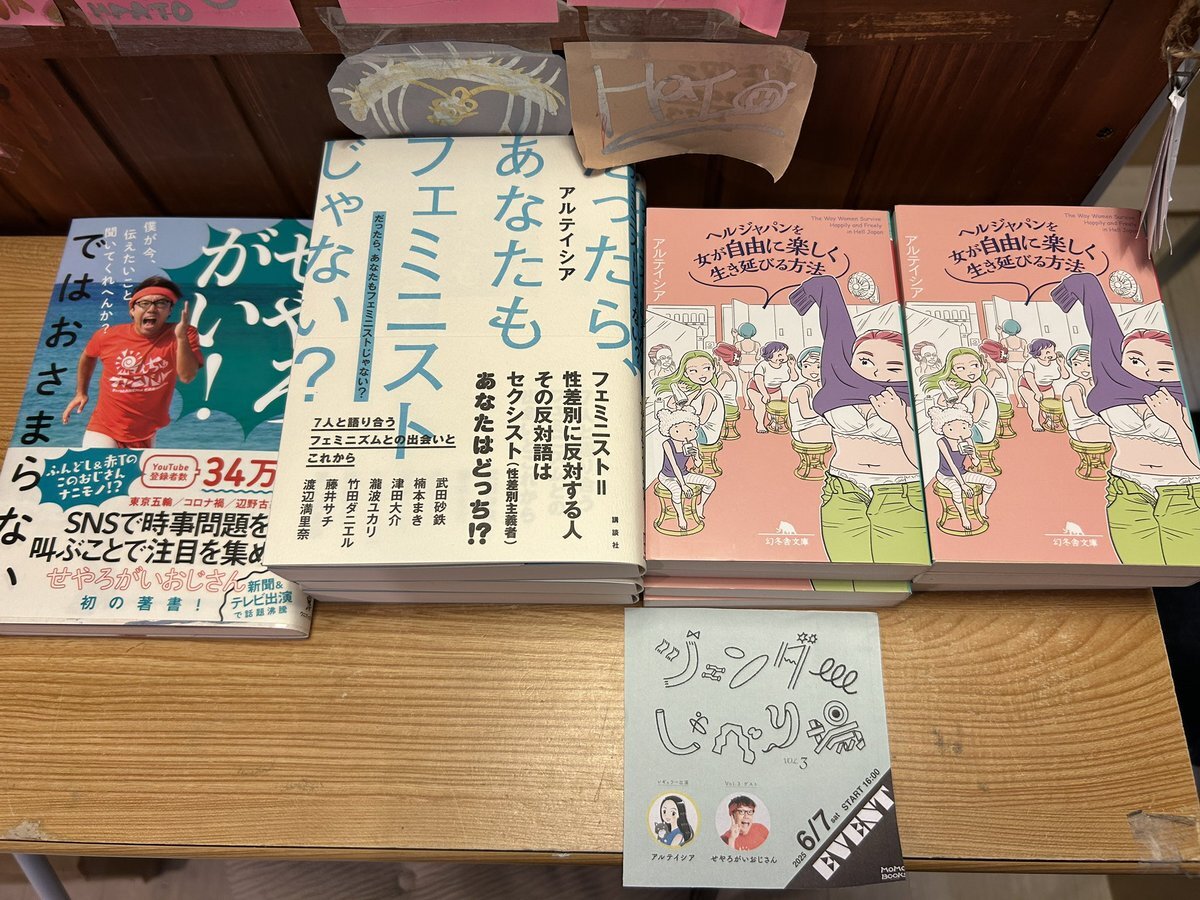 HAATO
HaTo
僕が今、
伝えたいこと、
聞いてくれへんか?
せやろ
がい!
ではおさまらない
ふんどし&赤Tの
このおじさん
ナニモノ!?
YouTube
登録者数
34万
東京五輪/コロナ禍/辺野古
SNSで時事問題を
叫ぶことで注目を集め
せやろがいおじさん
初の著書!
新聞&
テレビ出演
で話題沸騰
だったら、
あなたも
フェミニスト
じゃない?
アルテイシア
だったら、あなたもフェミニストじゃない?
フェミニスト=
性差別に反対する人
その反対語は
セクシスト(性差別主義者)
あなたはどっち!?
7人と語り合う
フェミニズムとの出会いと
これから
武田砂鉄
楠本まき
津田大介
瀧波ユカリ
竹田ダニエル
藤井サチ
渡辺満里奈
講談社
The Way Women Survive
Happily and Freely
in Hell Japan
ヘルジャパンを
女が自由に楽しく
生き延びる方法
アルテイシア
幻冬舎文庫
The Way Women Survive
Happily and Freely
in Hell Japan
ヘルジャパンを
女が自由に楽しく
生き延びる方法
アルテイシア
幻冬舎文庫
ジェンダー
しゃべり場
VOL 3
レギュラー出演
アルテイシア
Vol.3 ゲスト
せやろがいおじさん
2025 6/7 sat START 16:00
EVENT
MoMo
BOOKS